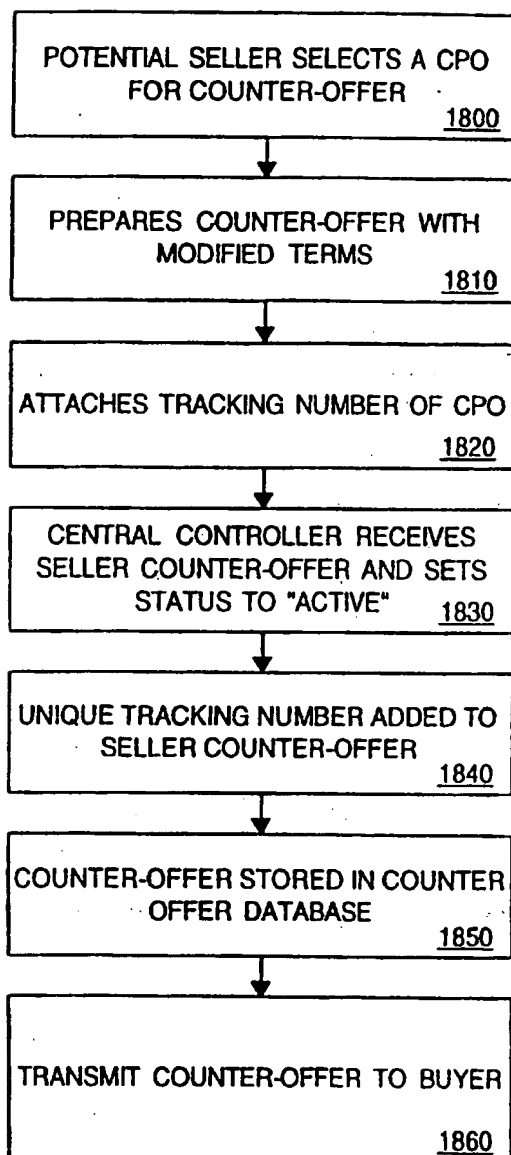 POTENTIAL SELLER SELECTS A CPO
FOR COUNTER-OFFER
1800
PREPARES COUNTER-OFFER WITH
MODIFIED TERMS
1810
ATTACHES TRACKING NUMBER OF CPO
1820
CENTRAL CONTROLLER RECEIVES
SELLER COUNTER-OFFER AND SETS
STATUS TO "ACTIVE"
1830
UNIQUE TRACKING NUMBER ADDED TO
SELLER COUNTER-OFFER
1840
COUNTER-OFFER STORED IN COUNTER
OFFER DATABASE
1850
TRANSMIT COUNTER-OFFER TO BUYER
1860